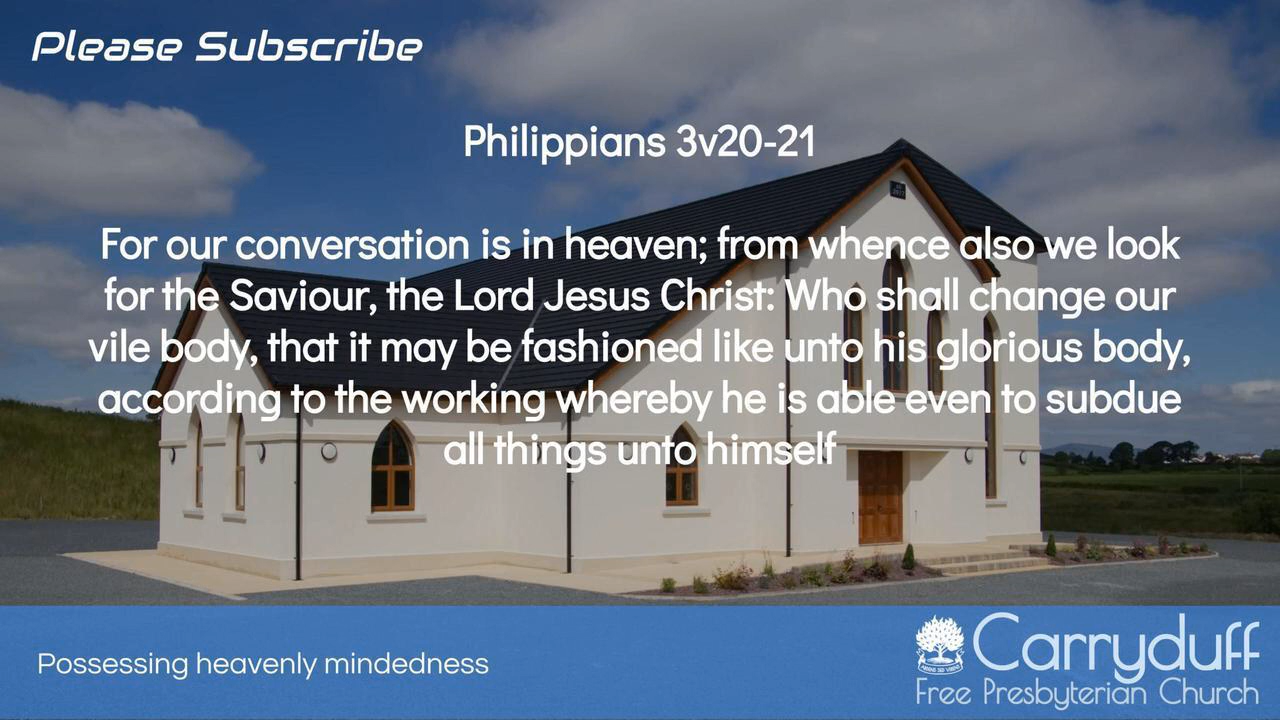 Please Subscribe
Philippians 3v20-21
For our conversation is in heaven; from whence also we look
for the Saviour, the Lord Jesus Christ: Who shall change our
vile body, that it may be fashioned like unto his glorious body,
according to the working whereby he is able even to subdue
all things unto himself
Possessing heavenly mindedness
Carryduff
Free Presbyterian Church